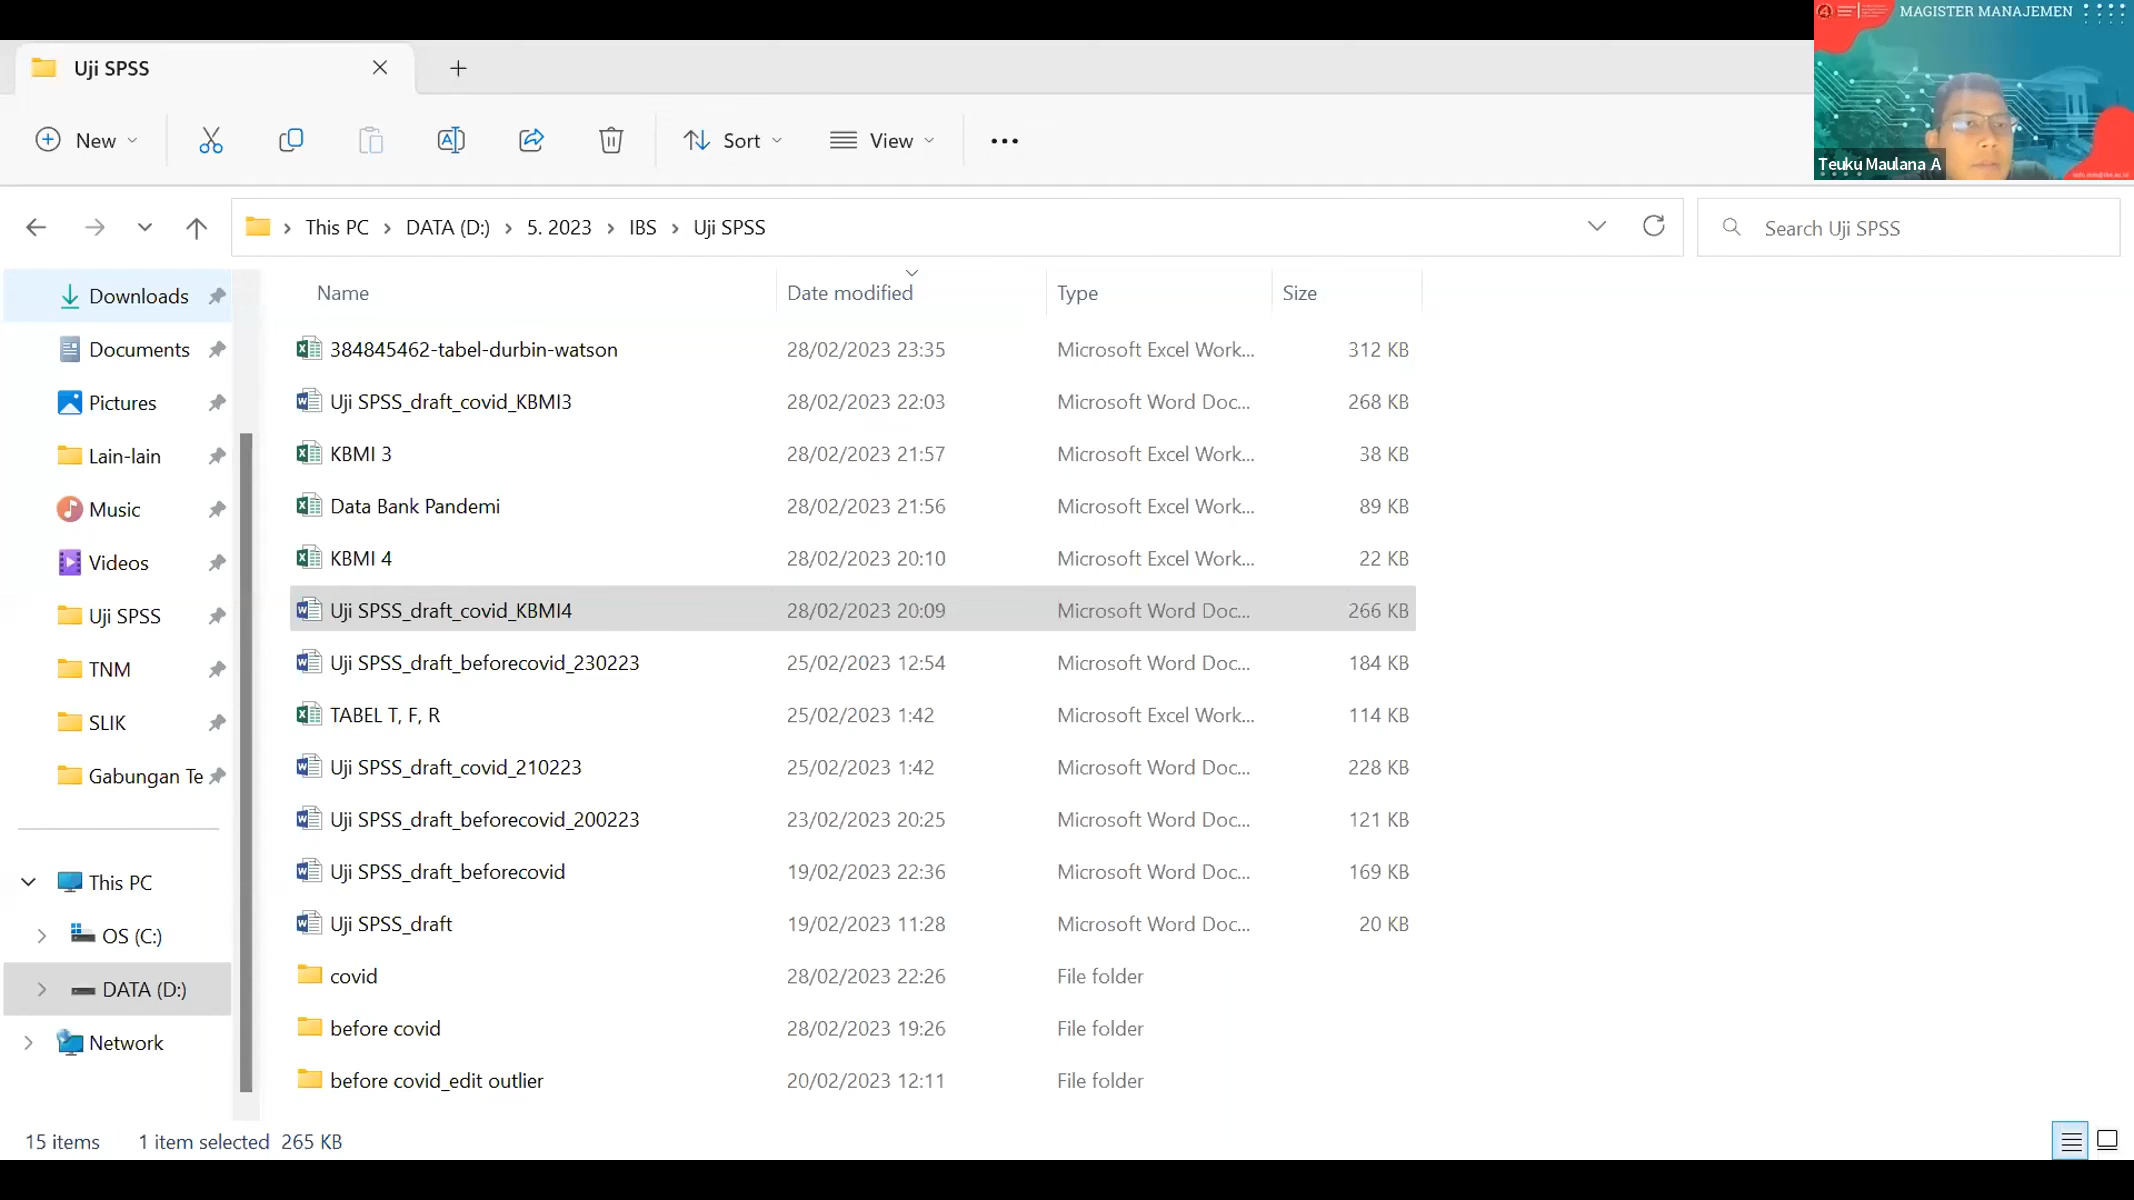 MAGISTER MANAJEMEN
Teuku Maulana A
Uji SPSS
New
Sort
View
This PC
DATA (D:)
5. 2023
IBS
Uji SPSS
Search Uji SPSS
Name Date modified Type Size
384845462-tabel-durbin-watson 28/02/2023 23:35 Microsoft Excel Work... 312 KB
Uji SPSS_draft_covid_KBMI3 28/02/2023 22:03 Microsoft Word Doc... 268 KB
KBMI 3 28/02/2023 21:57 Microsoft Excel Work... 38 KB
Data Bank Pandemi 28/02/2023 21:56 Microsoft Excel Work... 89 KB
KBMI 4 28/02/2023 20:10 Microsoft Excel Work... 22 KB
Uji SPSS_draft_covid_KBMI4 28/02/2023 20:09 Microsoft Word Doc... 266 KB
Uji SPSS_draft_beforecovid_230223 25/02/2023 12:54 Microsoft Word Doc... 184 KB
TABEL T, F, R 25/02/2023 1:42 Microsoft Excel Work... 114 KB
Uji SPSS_draft_covid_210223 25/02/2023 1:42 Microsoft Word Doc... 228 KB
Uji SPSS_draft_beforecovid_200223 23/02/2023 20:25 Microsoft Word Doc... 121 KB
Uji SPSS_draft_beforecovid 19/02/2023 22:36 Microsoft Word Doc... 169 KB
Uji SPSS_draft 19/02/2023 11:28 Microsoft Word Doc... 20 KB
covid 28/02/2023 22:26 File folder
before covid 28/02/2023 19:26 File folder
before covid_edit outlier 20/02/2023 12:11 File folder
Downloads
Documents
Pictures
Lain-lain
Music
Videos
Uji SPSS
TNM
SLIK
Gabungan Te
This PC
OS (C:)
DATA (D:)
Network
15 items 1 item selected 265 KB